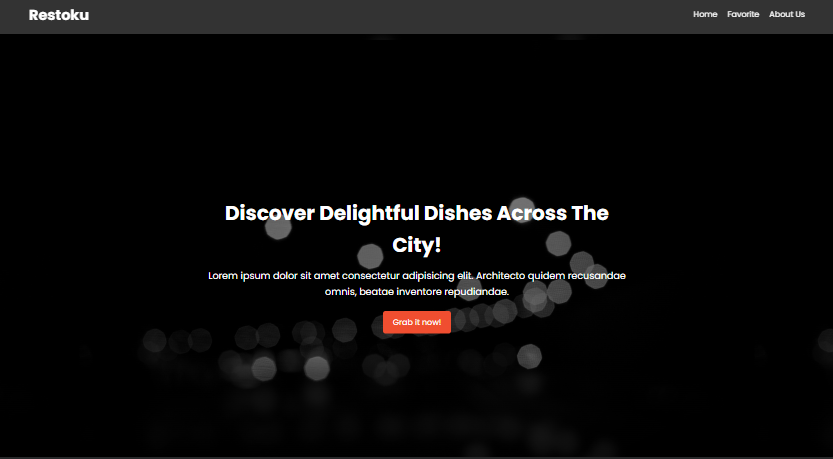 Restoku
Home Favorite About Us
Discover Delightful Dishes Across The
City!
Lorem ipsum dolor sit amet consectetur adipisicing elit. Architecto quidem recusandae
omnis, beatae inventore repudiandae.
Grab it now!